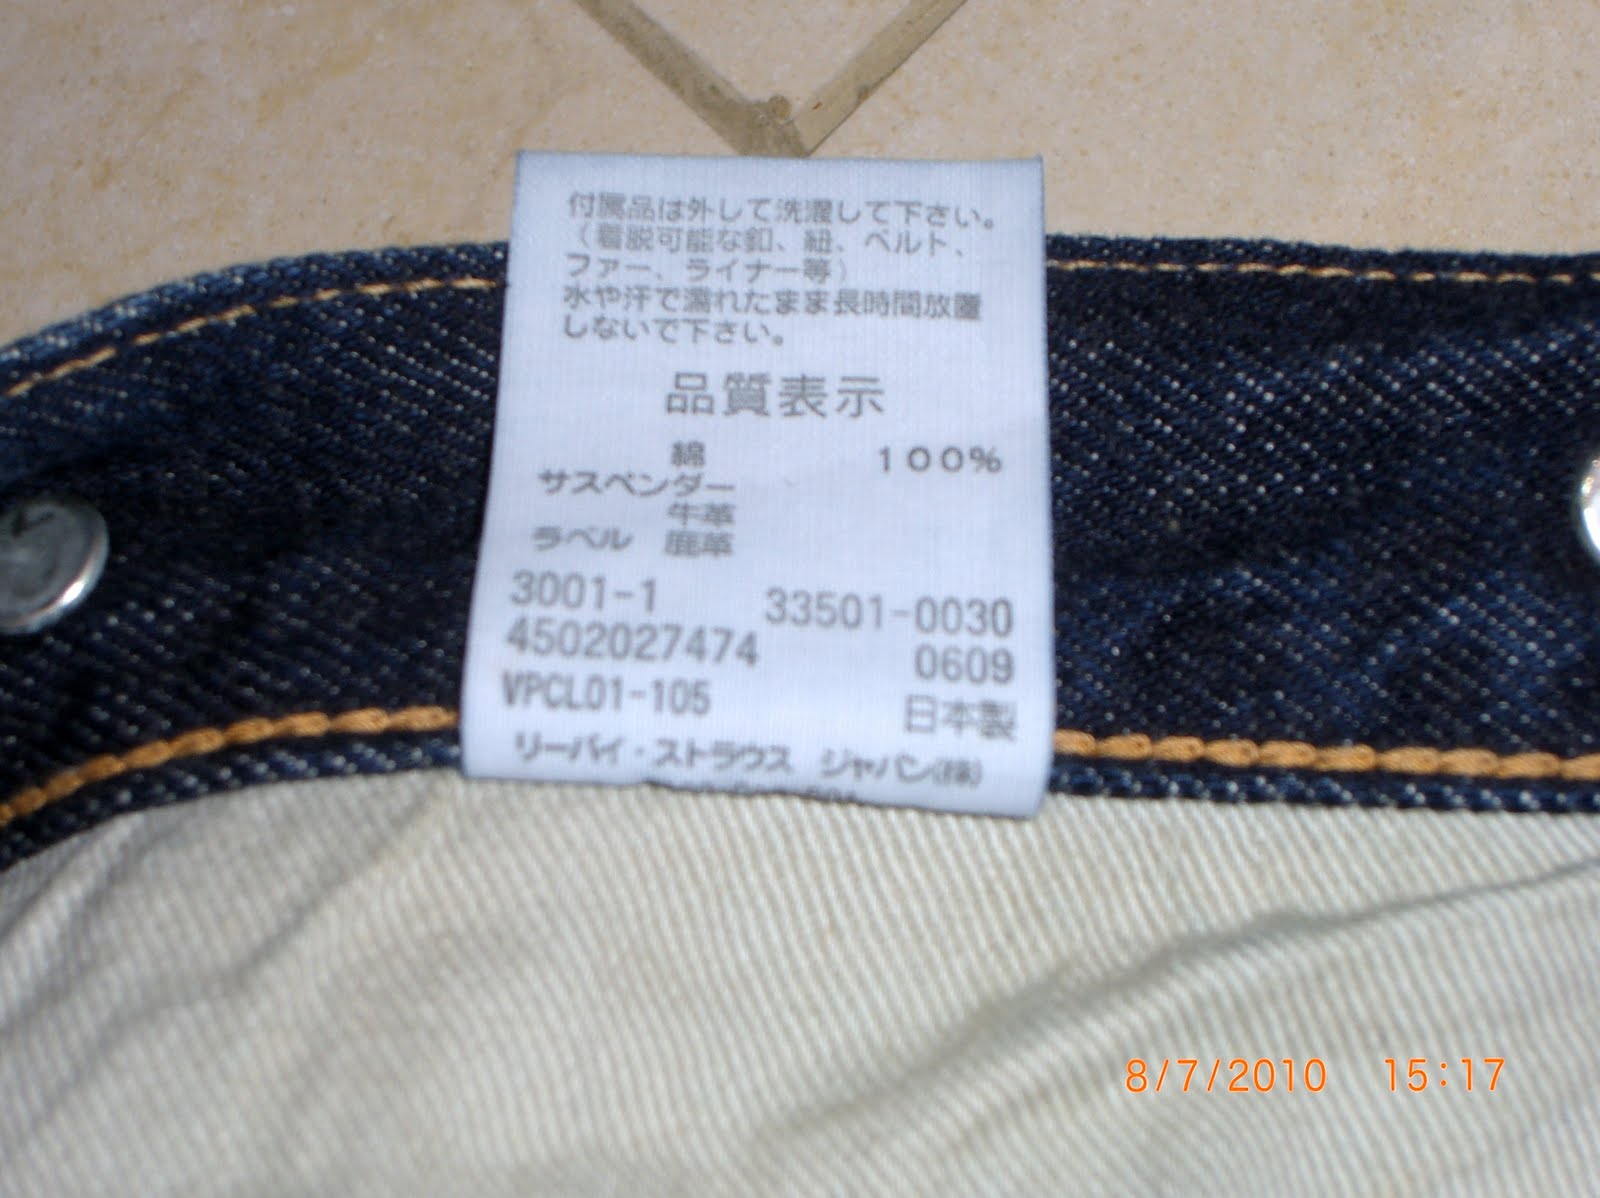 付属品は外して洗濯して下さい。
（着脱可能な釦、紐、ベルト、
ファー、ライナー等）
水や汗で濡れたまま長時間放置
しないで下さい。
品質表示
綿 100%
サスペンダー
牛革
ラベル 鹿革
3001-1 33501-0030
4502027474 0609
VPCL01-105 日本製
リーバイ・ストラウス ジャパン(株)
8/7/2010 15:17